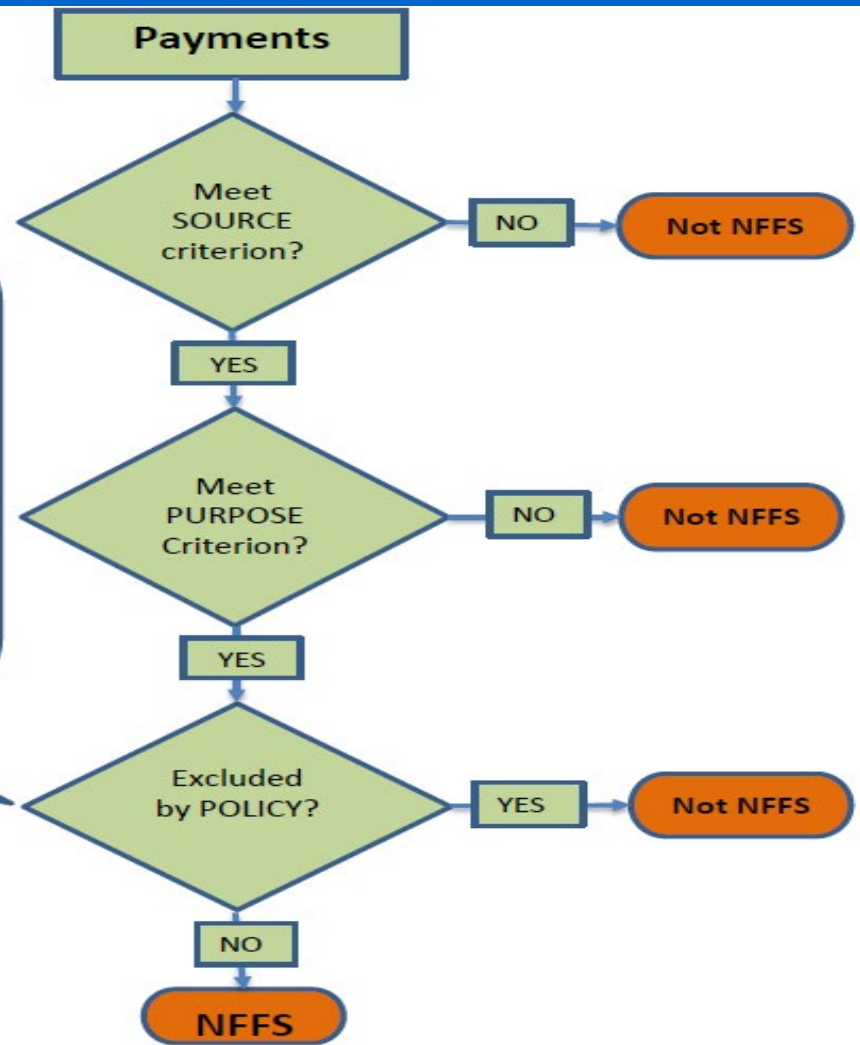 Payments
Meet
SOURCE
criterion?
NO
Not NFFS
YES
Meet
PURPOSE
Criterion?
NO
Not NFFS
YES
Excluded
by POLICY?
YES
Not NFFS
NO
NFFS